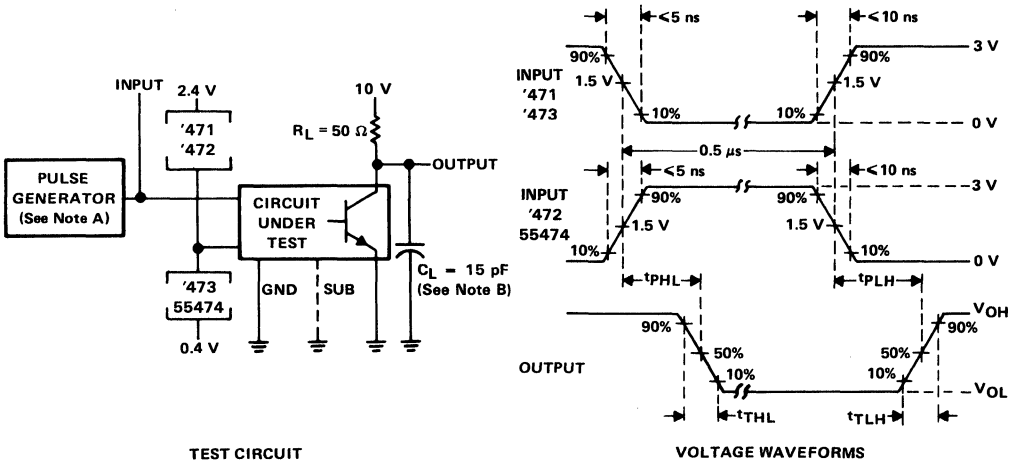 INPUT
2.4 V
'471
'472
PULSE
GENERATOR
(See Note A)
10 V
RL = 50 Ω
OUTPUT
CIRCUIT
UNDER
TEST
CL = 15 pF
(See Note B)
'473
55474
0.4 V
GND
SUB
TEST CIRCUIT
≤5 ns
≤10 ns
INPUT
'471
'473
90%
1.5 V
10%
10%
90%
1.5 V
3 V
0 V
0.5 μs
≤5 ns
≤10 ns
INPUT
'472
55474
10%
90%
1.5 V
90%
1.5 V
10%
3 V
0 V
tPHL
tPLH
OUTPUT
90%
50%
10%
10%
50%
90%
VOH
VOL
tTHL
tTLH
VOLTAGE WAVEFORMS